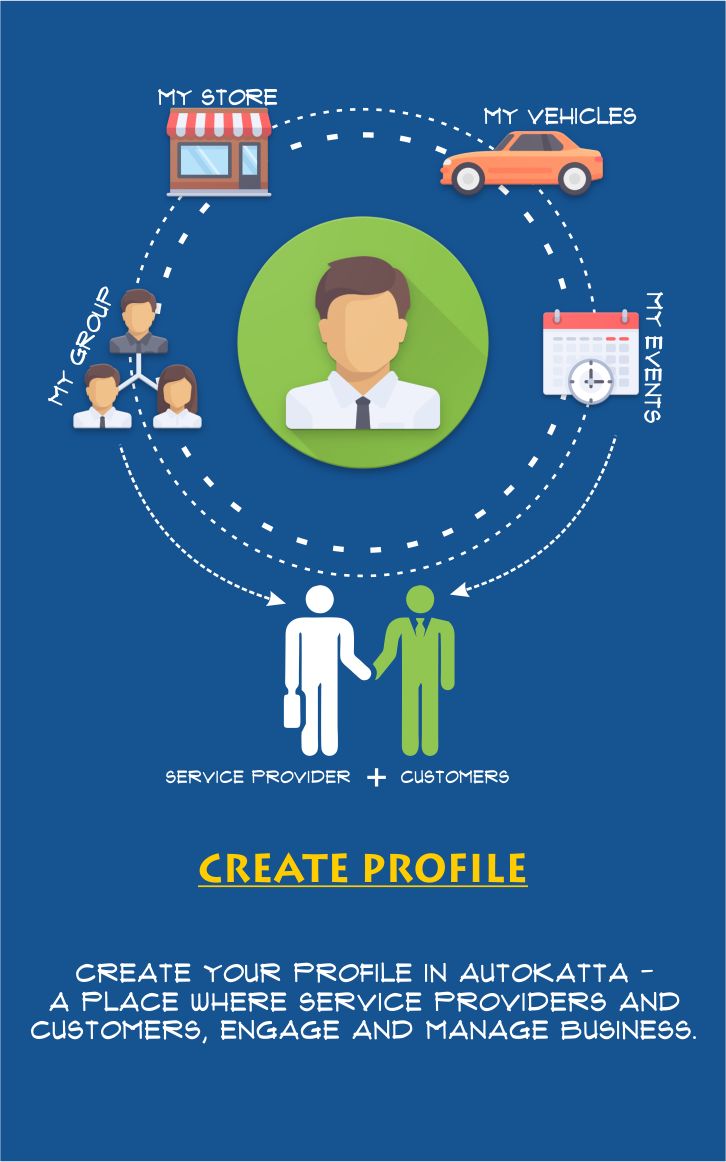 MY STORE
MY VEHICLES
MY GROUP
MY EVENTS
SERVICE PROVIDER + CUSTOMERS
CREATE PROFILE
CREATE YOUR PROFILE IN AUTOKATTA -
A PLACE WHERE SERVICE PROVIDERS AND
CUSTOMERS, ENGAGE AND MANAGE BUSINESS.